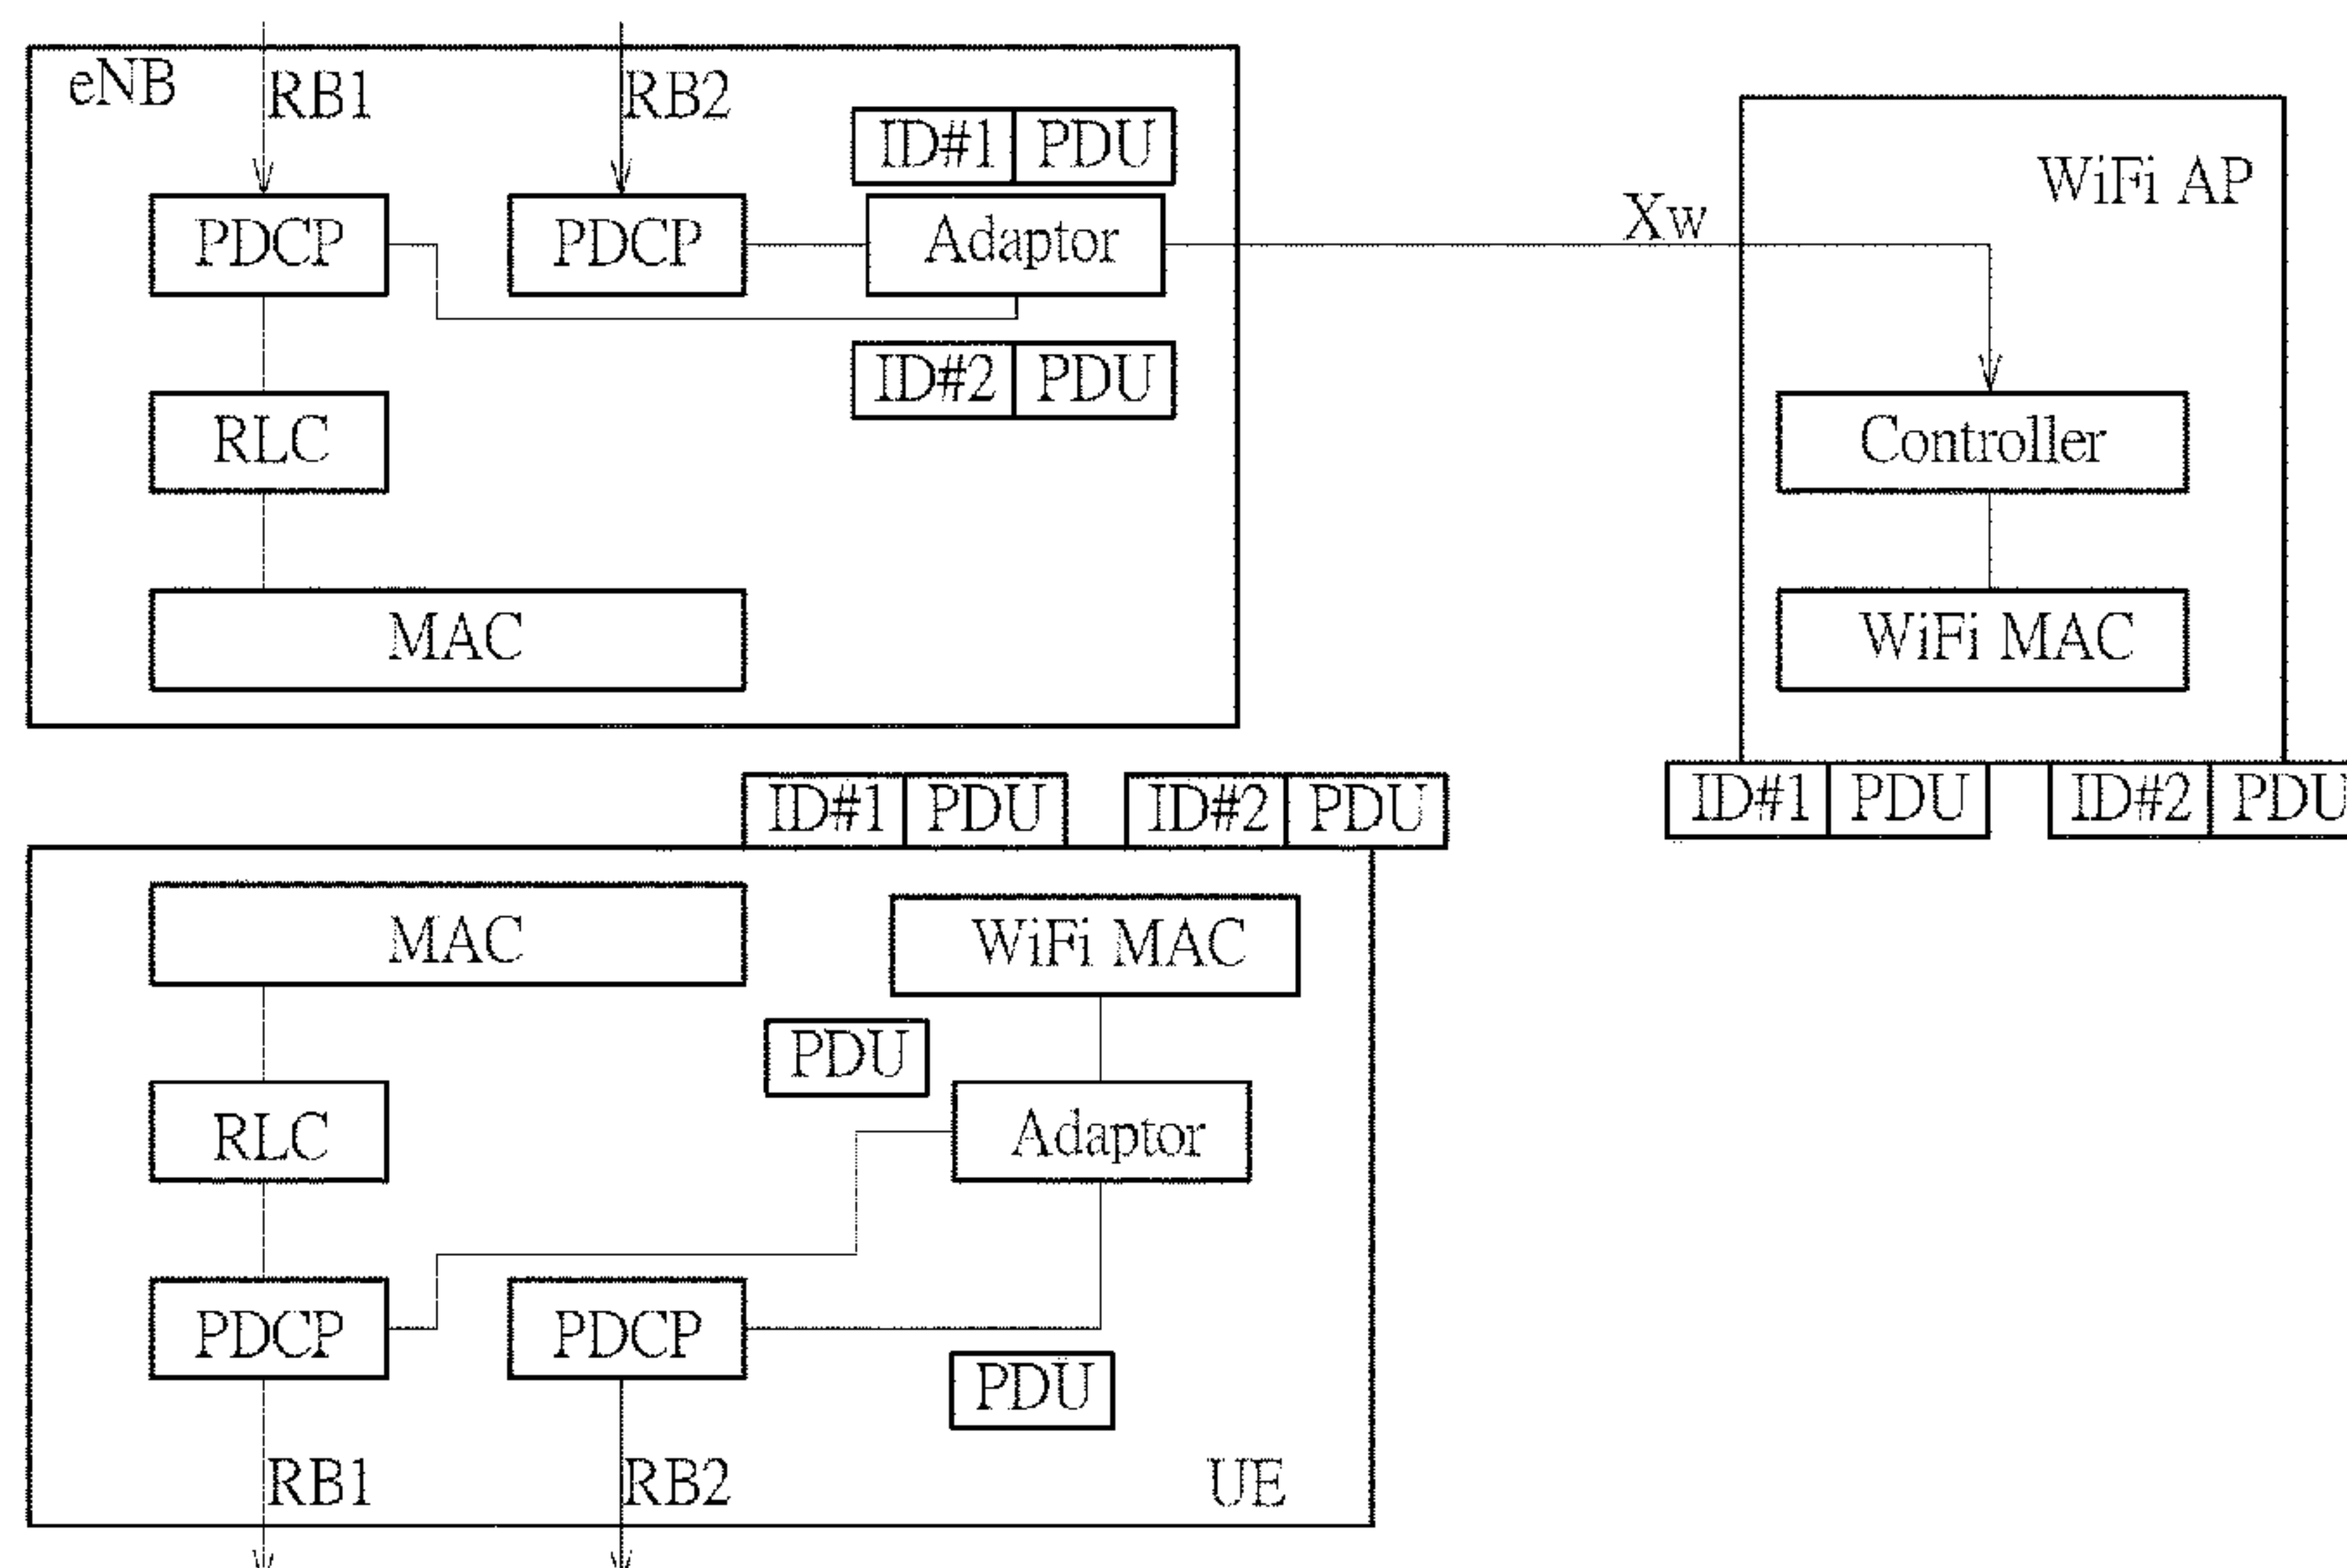 eNB
RB1
RB2
ID#1 PDU
PDCP
PDCP
Adaptor
ID#2 PDU
RLC
MAC
Xw
WiFi AP
Controller
WiFi MAC
ID#1 PDU
ID#2 PDU
ID#1 PDU
ID#2 PDU
MAC
WiFi MAC
PDU
RLC
Adaptor
PDCP
PDCP
PDU
RB1
RB2
UE